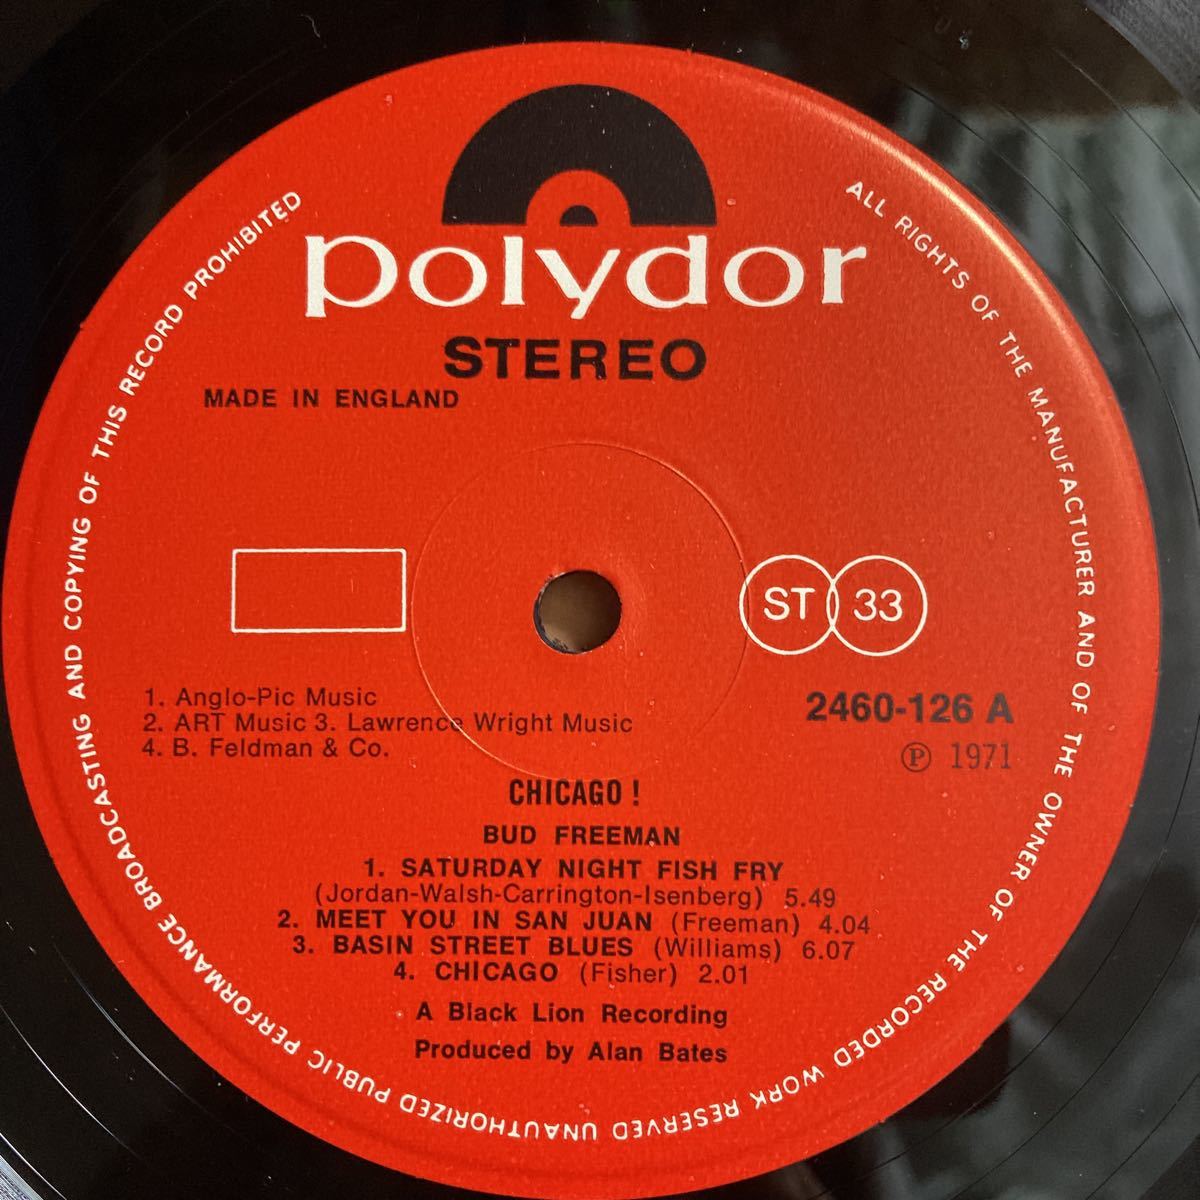 polydor
STEREO
MADE IN ENGLAND
ST 33
1. Anglo-Pic Music
2. ART Music 3. Lawrence Wright Music
4. B. Feldman & Co.
2460-126 A
℗ 1971
CHICAGO !
BUD FREEMAN
1. SATURDAY NIGHT FISH FRY
(Jordan-Walsh-Carrington-Isenberg) 5.49
2. MEET YOU IN SAN JUAN (Freeman) 4.04
3. BASIN STREET BLUES (Williams) 6.07
4. CHICAGO (Fisher) 2.01
A Black Lion Recording
Produced by Alan Bates
ALL RIGHTS OF THE MANUFACTURER AND OF THE OWNER OF THE RECORDED WORK RESERVED UNAUTHORIZED PUBLIC PERFORMANCE BROADCASTING AND COPYING OF THIS RECORD PROHIBITED